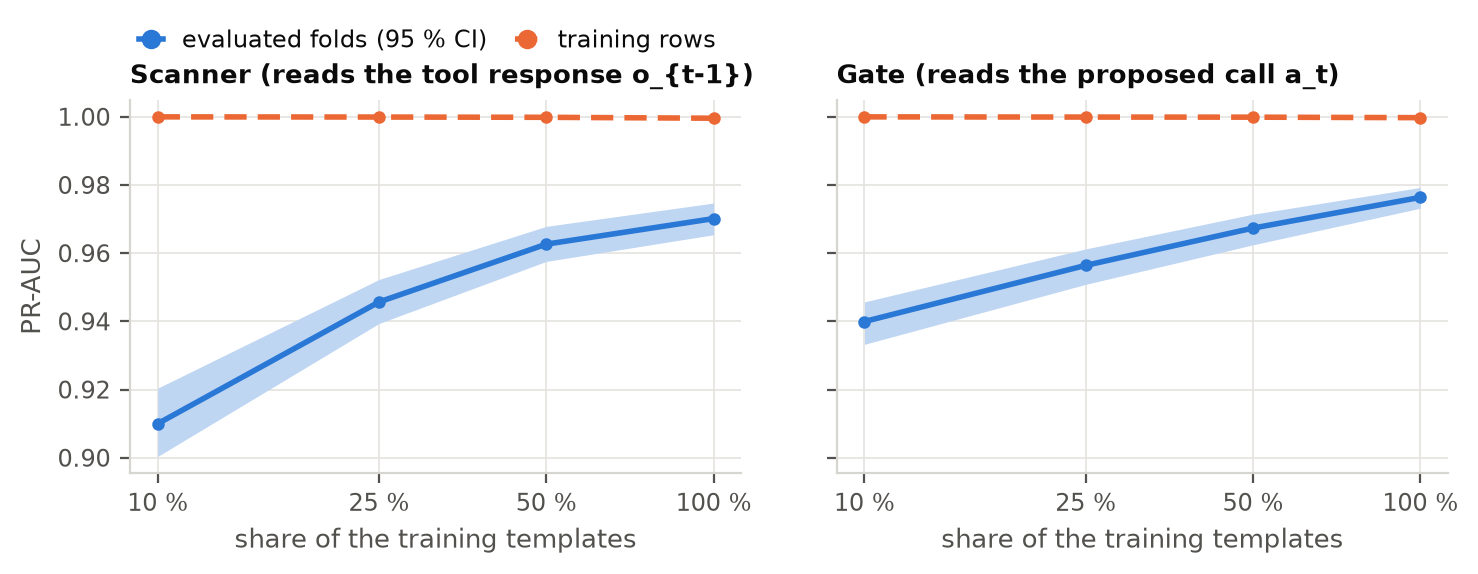 evaluated folds (95 % CI) training rows
Scanner (reads the tool response o_{t-1})
1.00
0.98
0.96
0.94
0.92
0.90
PR-AUC
10 % 25 % 50 % 100 %
share of the training templates
Gate (reads the proposed call a_t)
10 % 25 % 50 % 100 %
share of the training templates